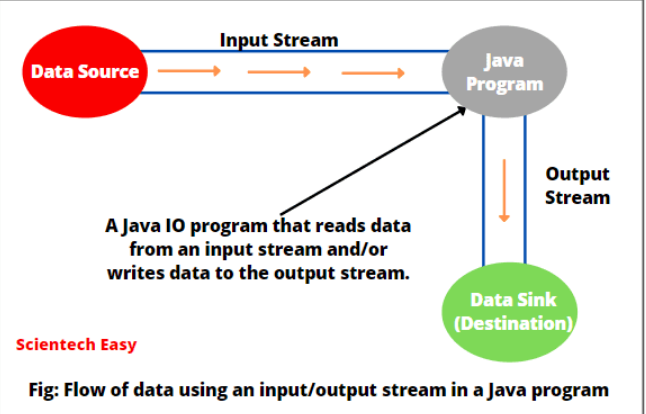 Input Stream
Data Source
Java
Program
Output
Stream
A Java IO program that reads data
from an input stream and/or
writes data to the output stream.
Data Sink
(Destination)
Scientech Easy
Fig: Flow of data using an input/output stream in a Java program